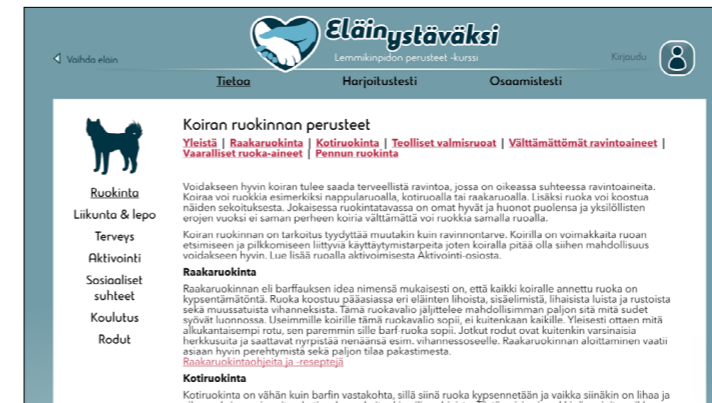 Eläinystäväksi
Lemmikinpidon perusteet -kurssi
Vaihda eläin
Kirjaudu
Tietoa
Harjoitustesti
Osaamistesti
Koiran ruokinnan perusteet
Yleistä | Raakaruokinta | Kotiruokinta | Teolliset valmisruoat | Välttämättömät ravintoaineet |
Vaaralliset ruoka-aineet | Pennun ruokinta
Ruokinta
Liikunta & lepo
Terveys
Aktivointi
Sosiaaliset
suhteet
Koulutus
Rodut
Voidakseen hyvin koiran tulee saada terveellistä ravintoa, jossa on oikeassa suhteessa ravintoaineita.
Koiraa voi ruokkia esimerkiksi nappularuoalla, kotiruoalla tai raakaruoalla. Lisäksi ruoka voi koostua
näiden sekoituksesta. Jokaisessa ruokintatavassa on omat hyvät ja huonot puolensa ja yksilöllisten
erojen vuoksi ei saman perheen koiria välttämättä voi ruokkia samalla ruoalla.
Koiran ruokinnan on tarkoitus tyydyttää muutakin kuin ravinnontarve. Koirilla on voimakkaita ruoan
etsimiseen ja pilkkomiseen liittyviä käyttäytymistarpeita joten koiralla pitää olla siihen mahdollisuus
voidakseen hyvin. Lue lisää ruoalla aktivoimisesta Aktivointi-osiosta.
Raakaruokinta
Raakaruokinnan eli barffauksen idea nimensä mukaisesti on, että kaikki koiralle annettu ruoka on
kypsentämätöntä. Ruoka koostuu pääasiassa eri eläinten lihoista, sisäelimistä, lihaisista luista ja rustoista
sekä muussatuista vihanneksista. Tämä ruokavalio jäljittelee mahdollisimman paljon sitä mitä sudet
syövät luonnossa. Useimmille koirille tämä ruokavalio sopii, ei kuitenkaan kaikille. Yleisesti ottaen mitä
alkukantaisempi rotu, sen paremmin sille barf-ruoka sopii. Jotkut rodut ovat kuitenkin varsinaisia
herkkusuita ja saattavat nyrpistää nenäänsä esim. vihannessoseelle. Raakaruokinnan aloittaminen vaatii
asiaan hyvin perehtymistä sekä paljon tilaa pakastimesta.
Raakaruokintaohjeita ja -reseptejä
Kotiruokinta
Kotiruokinta on vähän kuin barfin vastakohta, sillä siinä ruoka kypsennetään ja vaikka siinäkin on lihaa ja